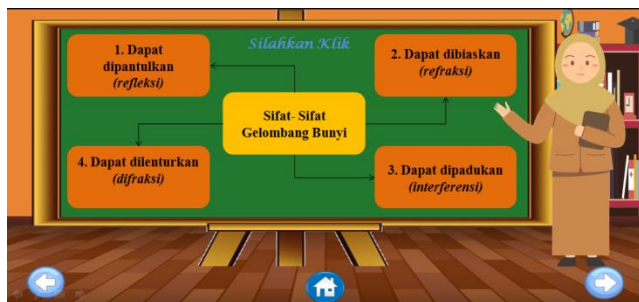 Silahkan Klik
1. Dapat
dipantulkan
(refleksi)
2. Dapat dibiaskan
(refraksi)
Sifat- Sifat
Gelombang Bunyi
4. Dapat dilenturkan
(difraksi)
3. Dapat dipadukan
(interferensi)